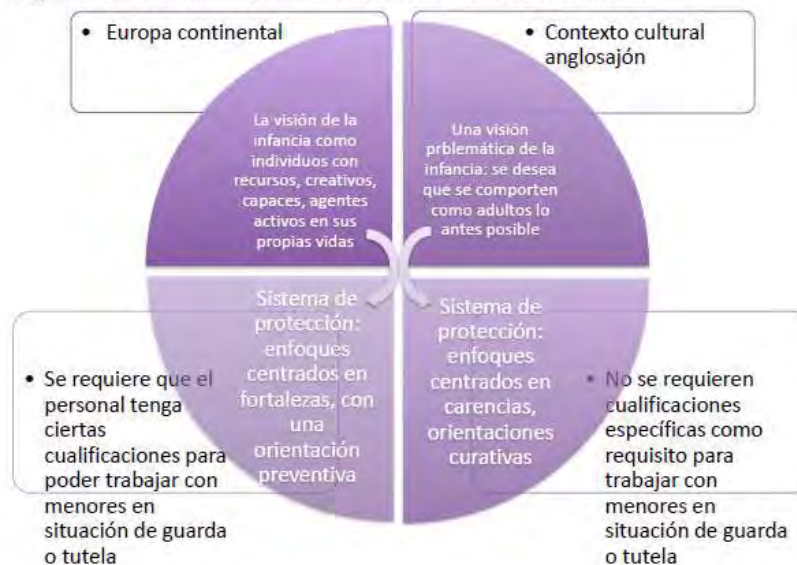 • Europa continental
• Contexto cultural
anglosajón
La visión de la
infancia como
individuos con
recursos, creativos,
capaces, agentes
activos en sus
propias vidas
Una visión
prblemática de la
infancia: se desea
que se comporten
como adultos lo
antes posible
Sistema de
protección:
enfoques
centrados en
fortalezas, con
una
orientación
preventiva
Sistema de
protección:
enfoques
centrados en
carencias,
orientaciones
curativas
• Se requiere que el
personal tenga
ciertas
cualificaciones para
poder trabajar con
menores en
situación de guarda
o tutela
• No se requieren
cualificaciones
específicas como
requisito para
trabajar con
menores en
situación de guarda
o tutela